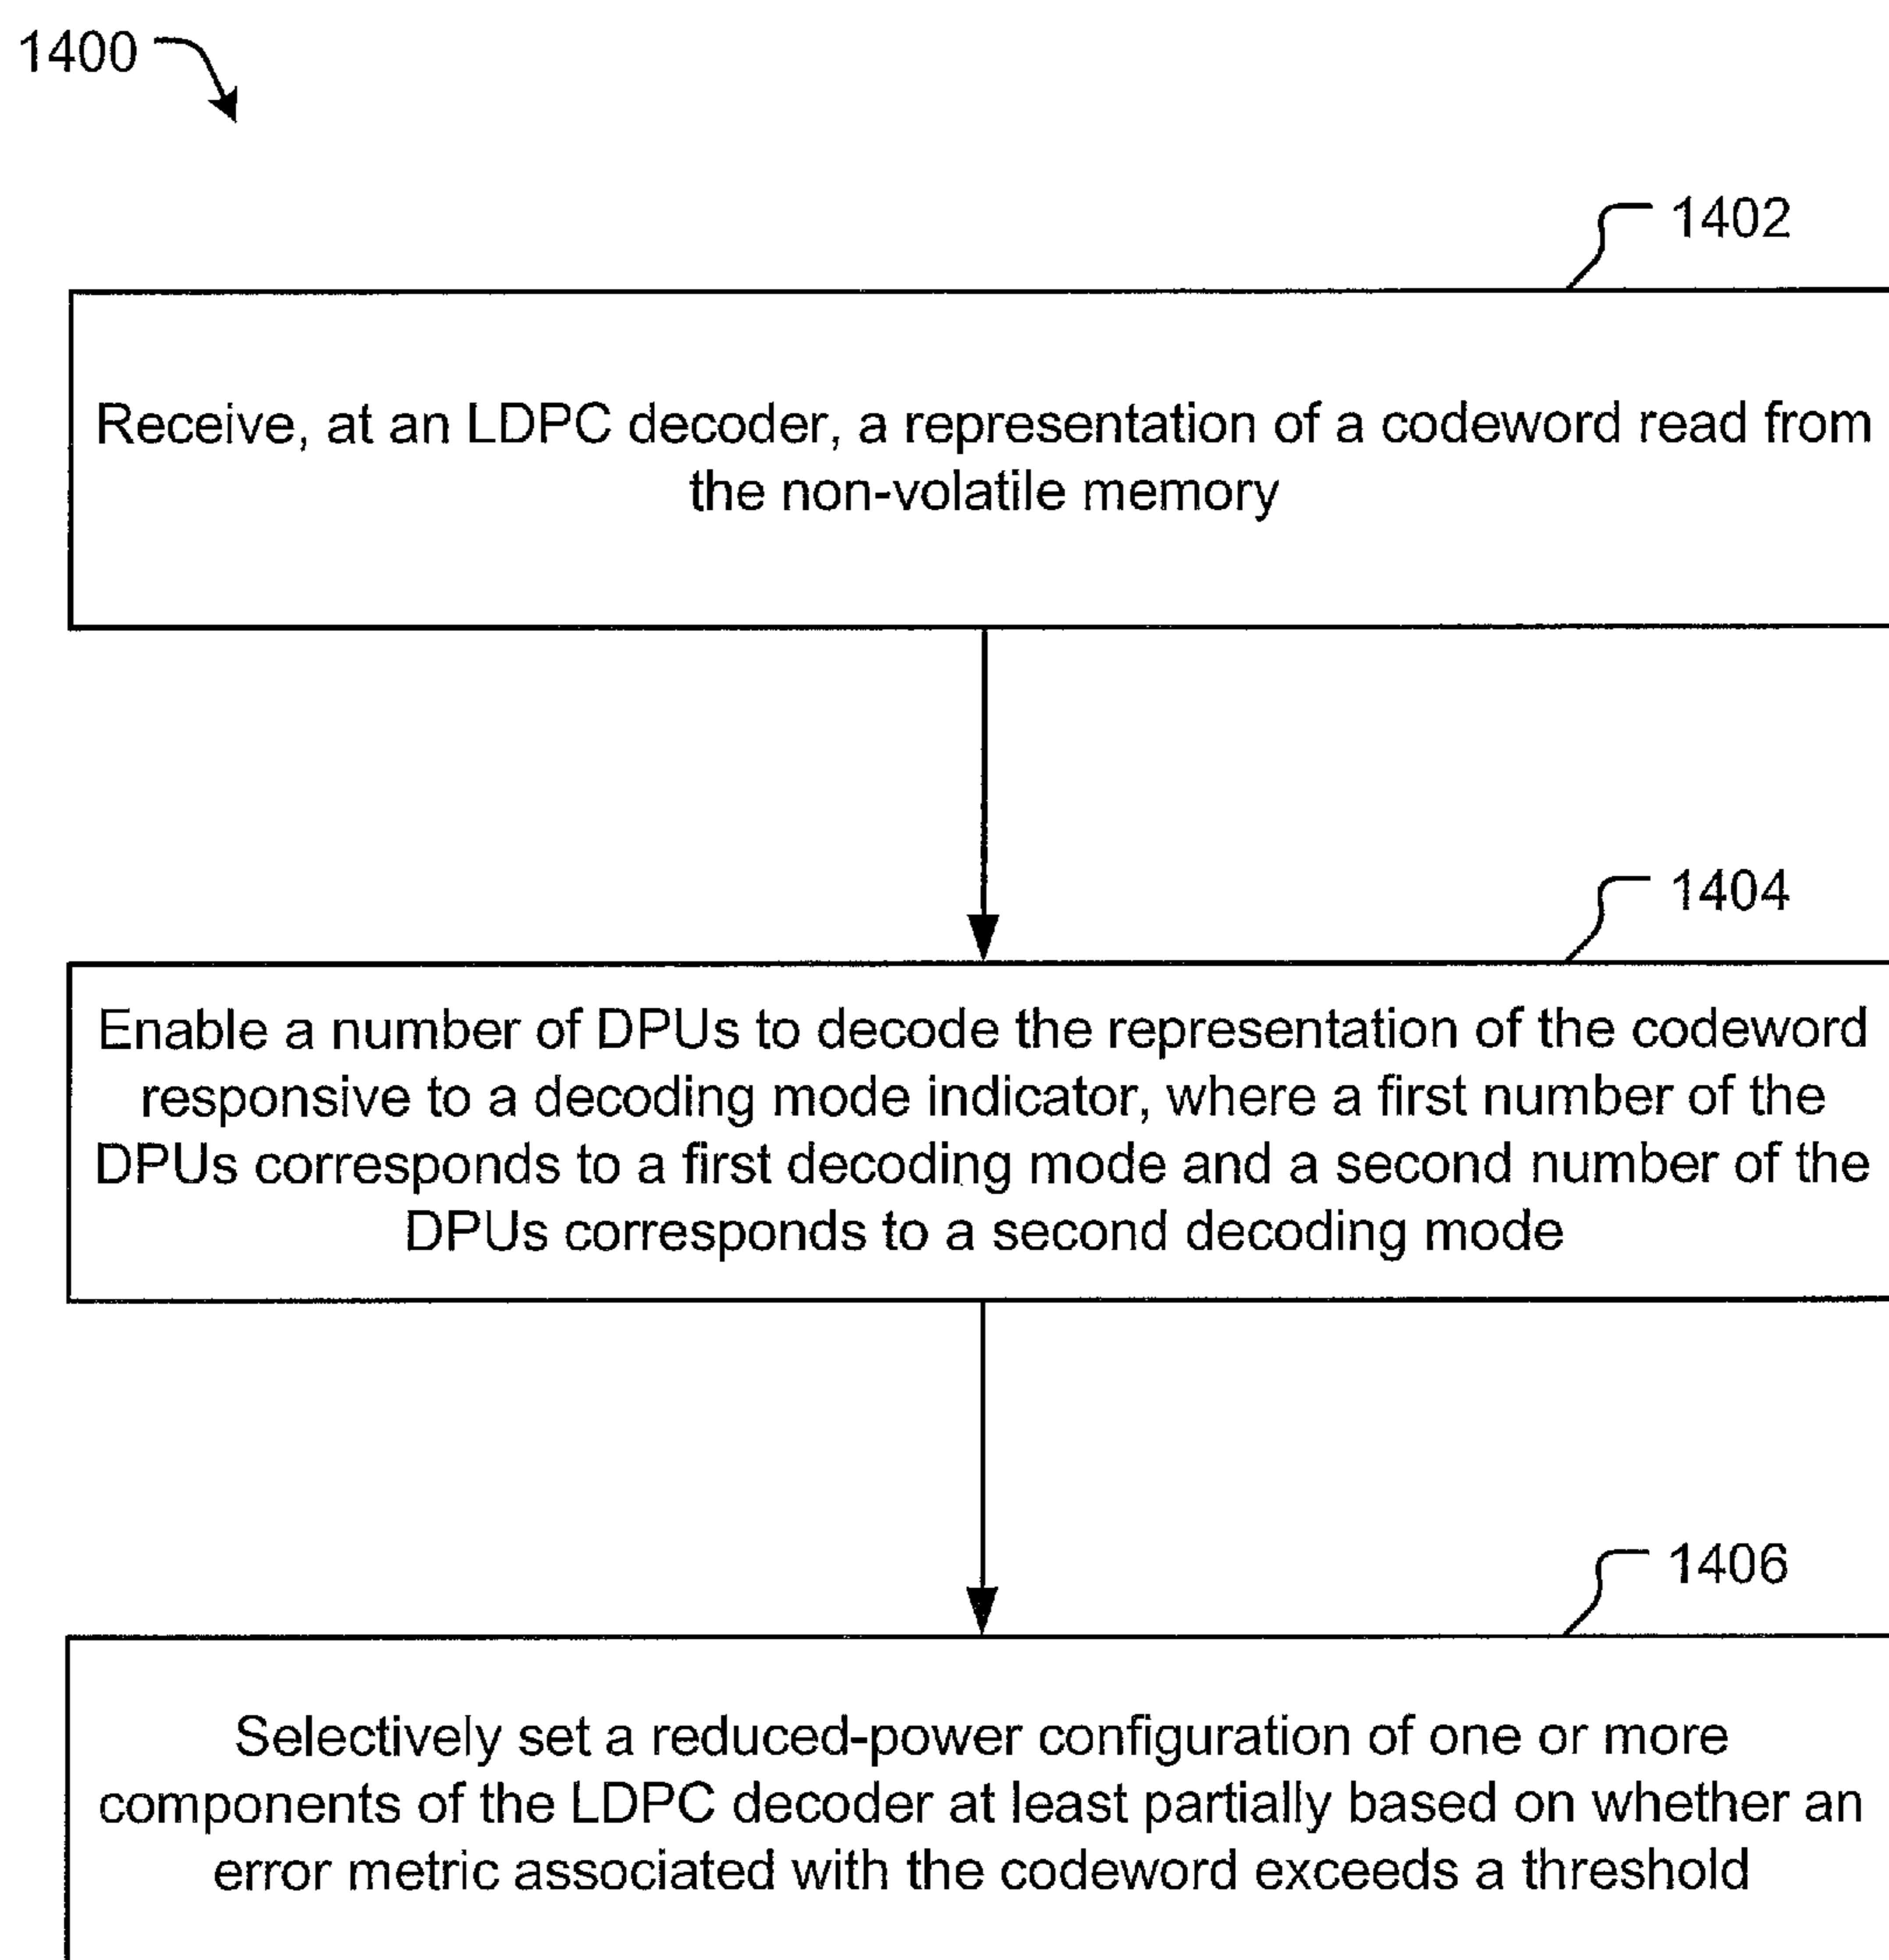 1400
1402
Receive, at an LDPC decoder, a representation of a codeword read from
the non-volatile memory
1404
Enable a number of DPUs to decode the representation of the codeword
responsive to a decoding mode indicator, where a first number of the
DPUs corresponds to a first decoding mode and a second number of the
DPUs corresponds to a second decoding mode
1406
Selectively set a reduced-power configuration of one or more
components of the LDPC decoder at least partially based on whether an
error metric associated with the codeword exceeds a threshold